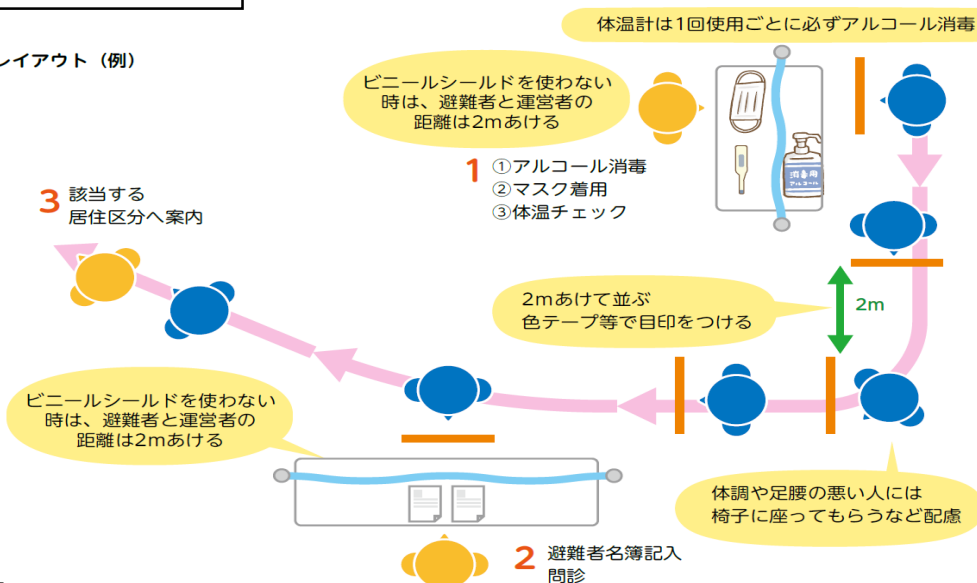 体温計は1回使用ごとに必ずアルコール消毒
レイアウト（例）
ビニールシールドを使わない
時は、避難者と運営者の
距離は2mあける
1 ①アルコール消毒
②マスク着用
③体温チェック
消毒用
アルコール
3 該当する
居住区分へ案内
2mあけて並ぶ
色テープ等で目印をつける
2m
ビニールシールドを使わない
時は、避難者と運営者の
距離は2mあける
体調や足腰の悪い人には
椅子に座ってもらうなど配慮
2 避難者名簿記入
問診